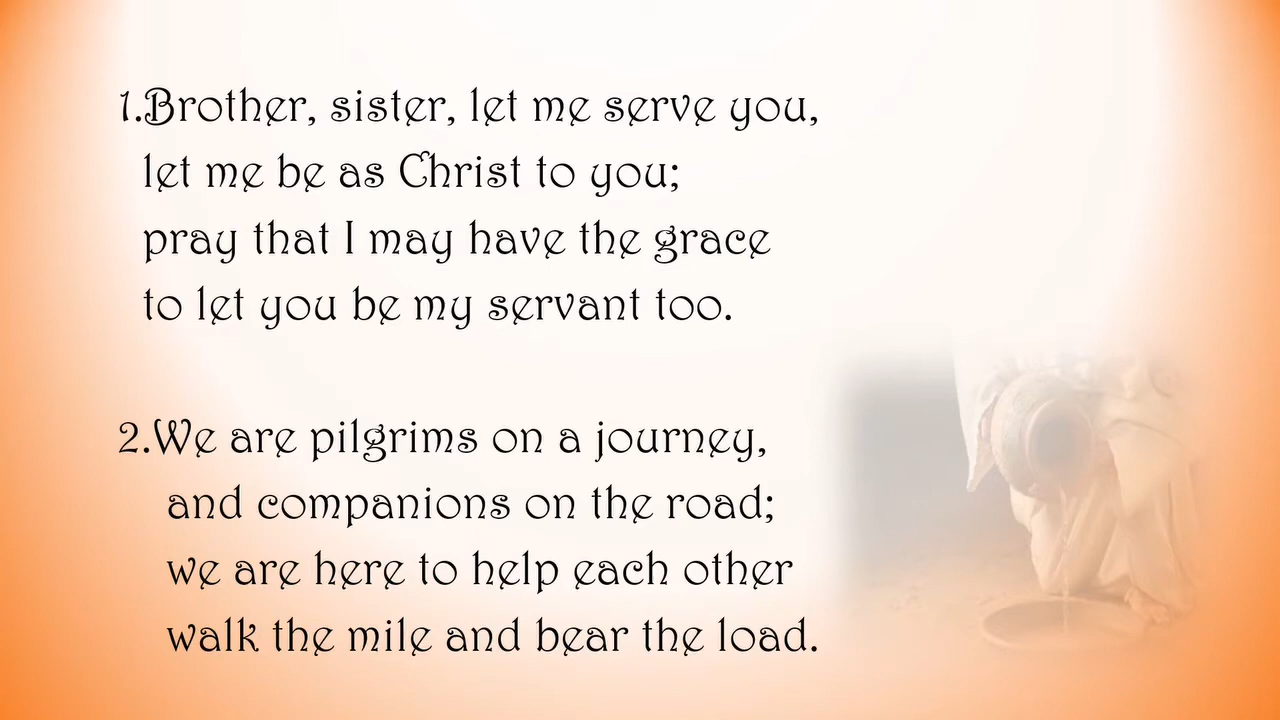 1.Brother, sister, let me serve you,
let me be as Christ to you;
pray that I may have the grace
to let you be my servant too.
2.We are pilgrims on a journey,
and companions on the road;
we are here to help each other
walk the mile and bear the load.